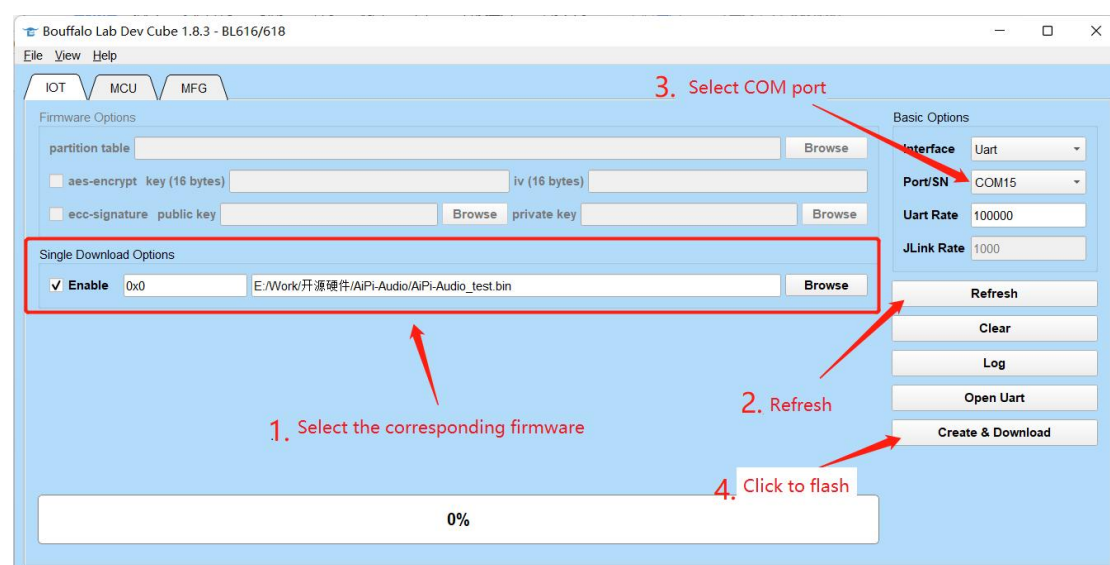 Bouffalo Lab Dev Cube 1.8.3 - BL616/618
File View Help
IOT MCU MFG
3. Select COM port
Firmware Options
Basic Options
partition table Browse
Interface Uart
aes-encrypt key (16 bytes) iv (16 bytes)
Port/SN COM15
ecc-signature public key Browse private key Browse
Uart Rate 100000
JLink Rate 1000
Single Download Options
Enable 0x0 E:/Work/开源硬件/AiPi-Audio/AiPi-Audio_test.bin Browse
Refresh
Clear
Log
2. Refresh
Open Uart
1. Select the corresponding firmware
Create & Download
4. Click to flash
0%